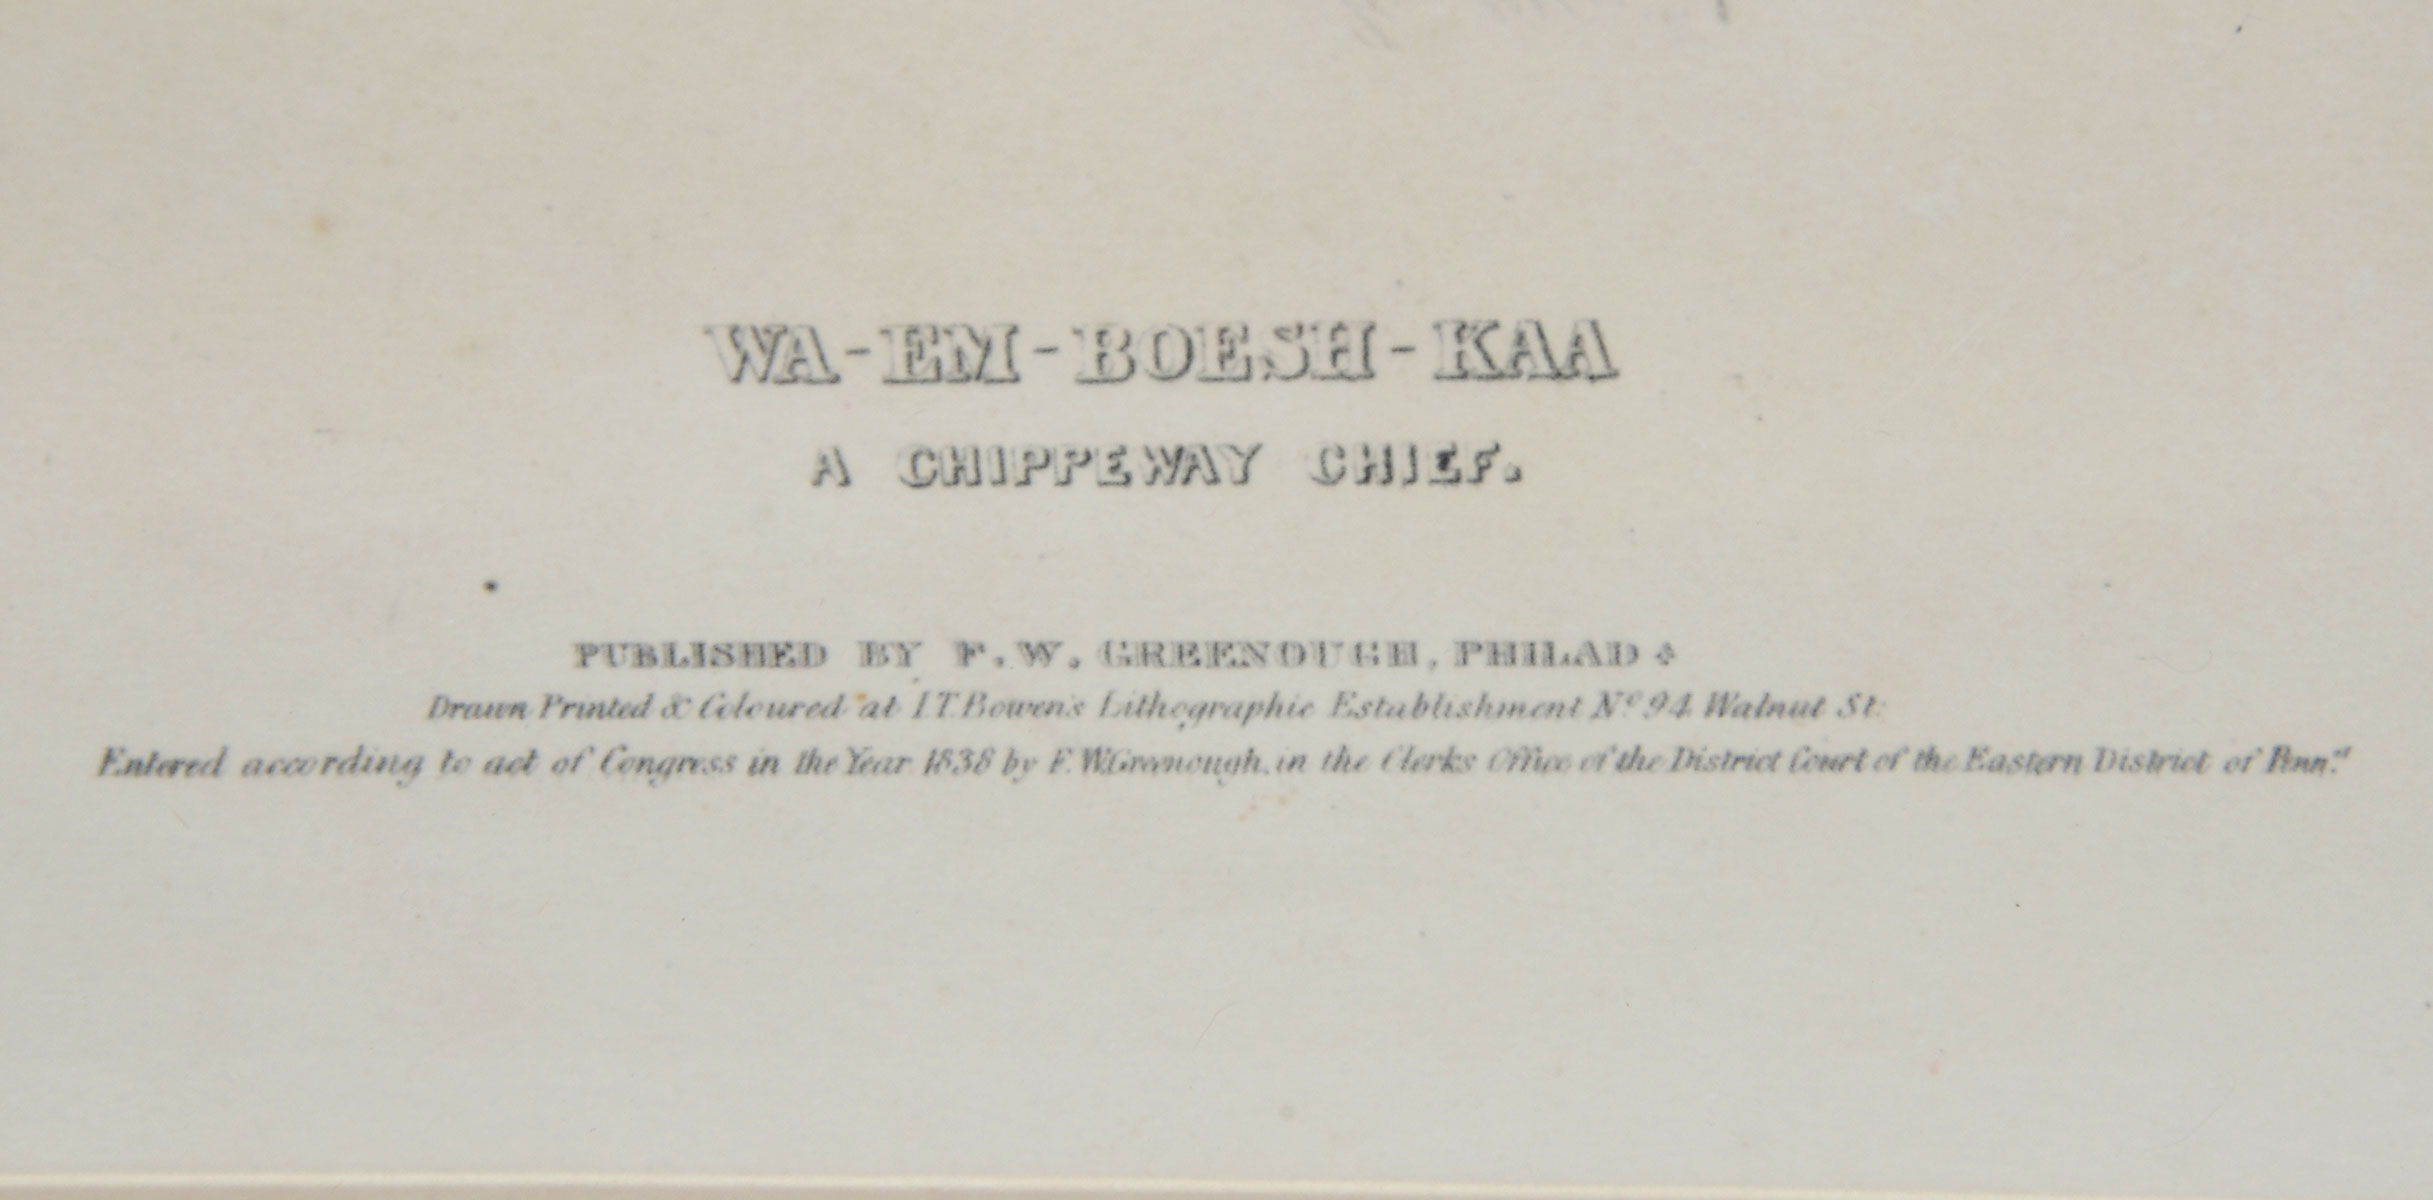 WA-EM-BOESH-KAA
A CHIPPEWAY CHIEF.
PUBLISHED BY F. W. GREENOUGH, PHILADᴬ
Drawn Printed & Coloured at I.T. Bowen's Lithographic Establishment Nº 94 Walnut St.
Entered according to act of Congress in the Year 1838 by F. W. Greenough, in the Clerks Office of the District Court of the Eastern District of Penn.ᵃ